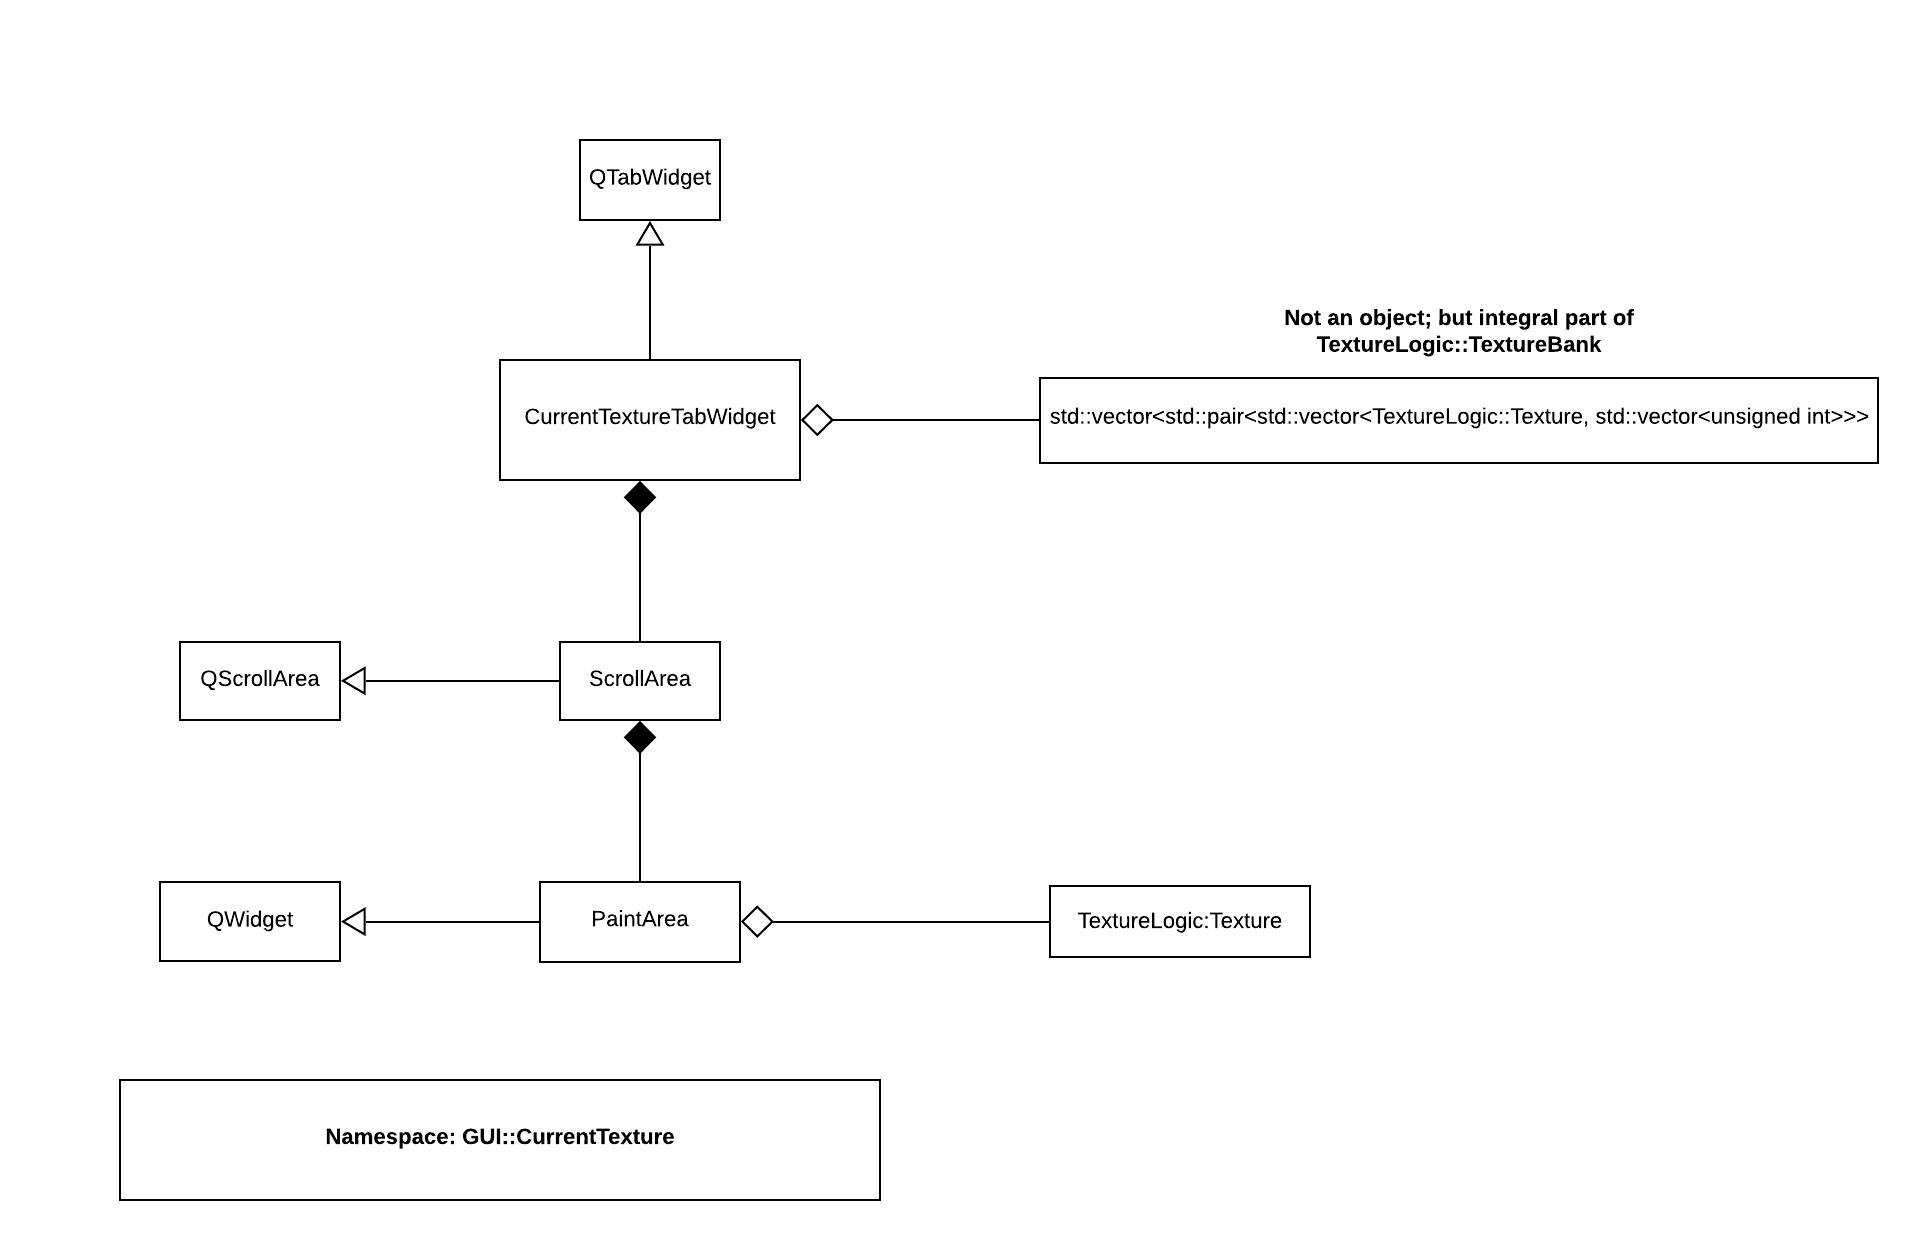 QTabWidget
Not an object; but integral part of
TextureLogic::TextureBank
CurrentTextureTabWidget
std::vector<std::pair<std::vector<TextureLogic::Texture, std::vector<unsigned int>>>
QScrollArea
ScrollArea
QWidget
PaintArea
TextureLogic:Texture
Namespace: GUI::CurrentTexture